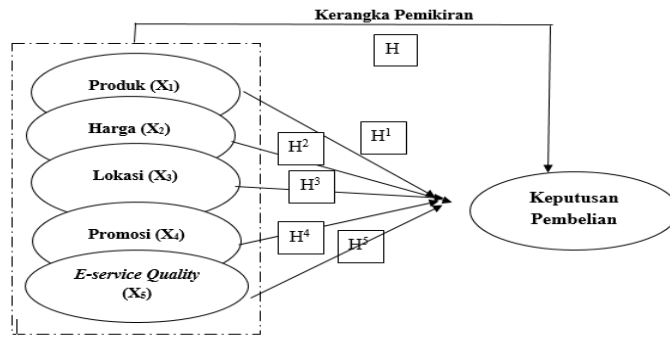 Kerangka Pemikiran
H
Produk (X₁)
Harga (X₂)
H¹
H²
Lokasi (X₃)
H³
Keputusan
Pembelian
Promosi (X₄)
H⁴
H⁵
E-service Quality
(X₅)